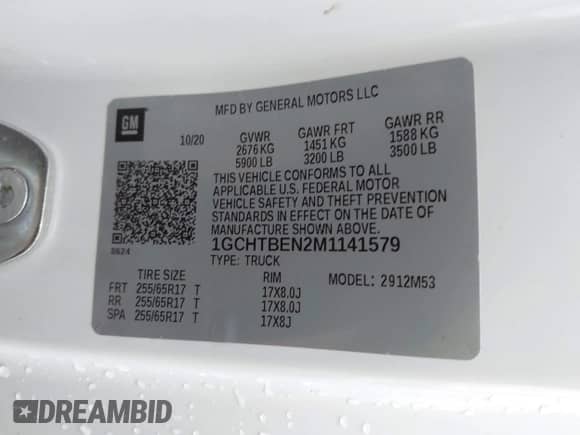 MFD BY GENERAL MOTORS LLC
GM
10/20 GVWR GAWR FRT GAWR RR
2676 KG 1451 KG 1588 KG
5900 LB 3200 LB 3500 LB
THIS VEHICLE CONFORMS TO ALL
APPLICABLE U.S. FEDERAL MOTOR
VEHICLE SAFETY AND THEFT PREVENTION
STANDARDS IN EFFECT ON THE DATE OF
MANUFACTURE SHOWN ABOVE.
1GCHTBEN2M1141579
TYPE: TRUCK
TIRE SIZE RIM MODEL: 2912M53
FRT 255/65R17 T 17X8.0J
RR 255/65R17 T 17X8.0J
SPA 255/65R17 T 17X8J
DREAMBID